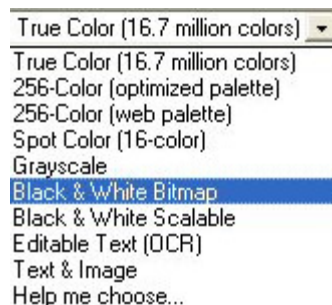 True Color (16.7 million colors)
True Color (16.7 million colors)
256-Color (optimized palette)
256-Color (web palette)
Spot Color (16-color)
Grayscale
Black & White Bitmap
Black & White Scalable
Editable Text (OCR)
Text & Image
Help me choose...